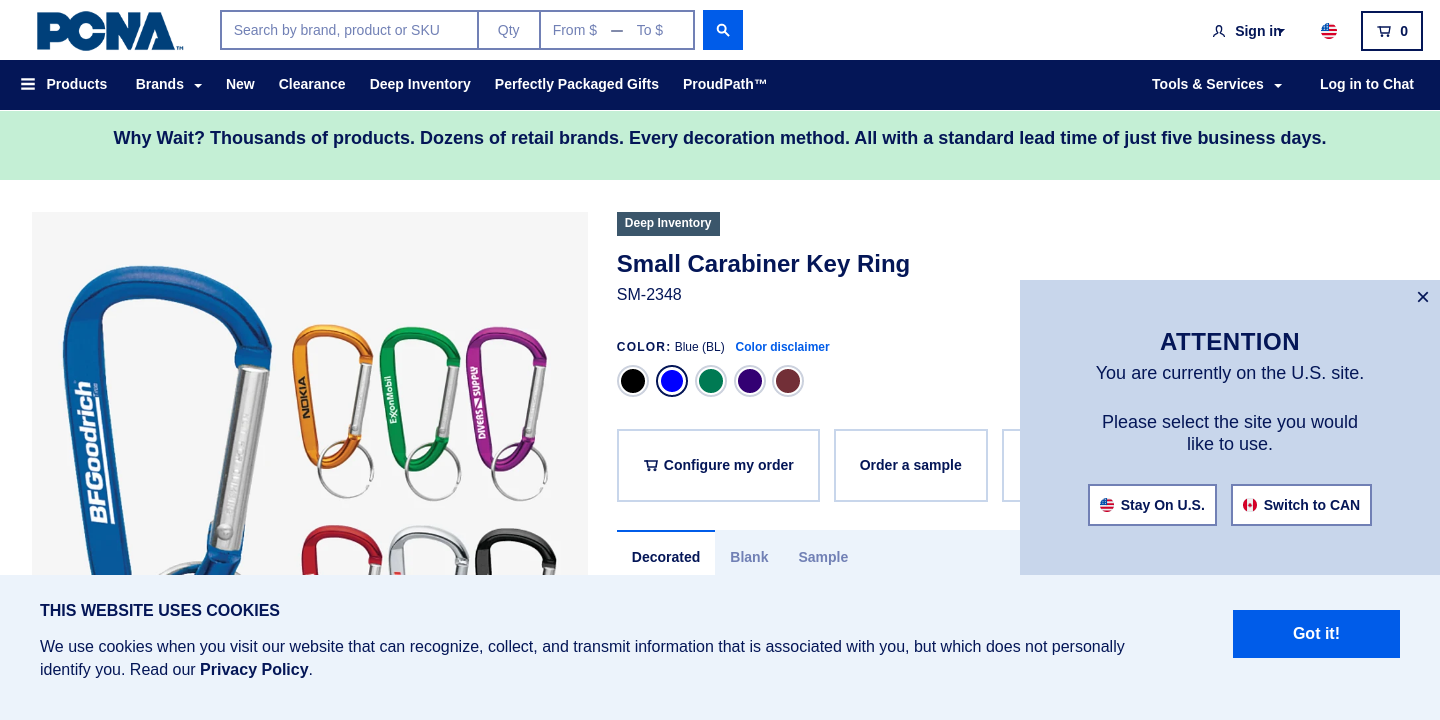 PCNA™
Search by brand, product or SKU
Qty
From $ — To $
Sign in
0
Products
Brands
New
Clearance
Deep Inventory
Perfectly Packaged Gifts
ProudPath™
Tools & Services
Log in to Chat
Why Wait? Thousands of products. Dozens of retail brands. Every decoration method. All with a standard lead time of just five business days.
BFGoodrich
NOKIA
ExxonMobil
DIVERS SUPPLY
Deep Inventory
Small Carabiner Key Ring
SM-2348
COLOR: Blue (BL) Color disclaimer
Configure my order
Order a sample
Decorated
Blank
Sample
×
ATTENTION
You are currently on the U.S. site.
Please select the site you would
like to use.
Stay On U.S.
Switch to CAN
THIS WEBSITE USES COOKIES
We use cookies when you visit our website that can recognize, collect, and transmit information that is associated with you, but which does not personally
identify you. Read our Privacy Policy.
Got it!